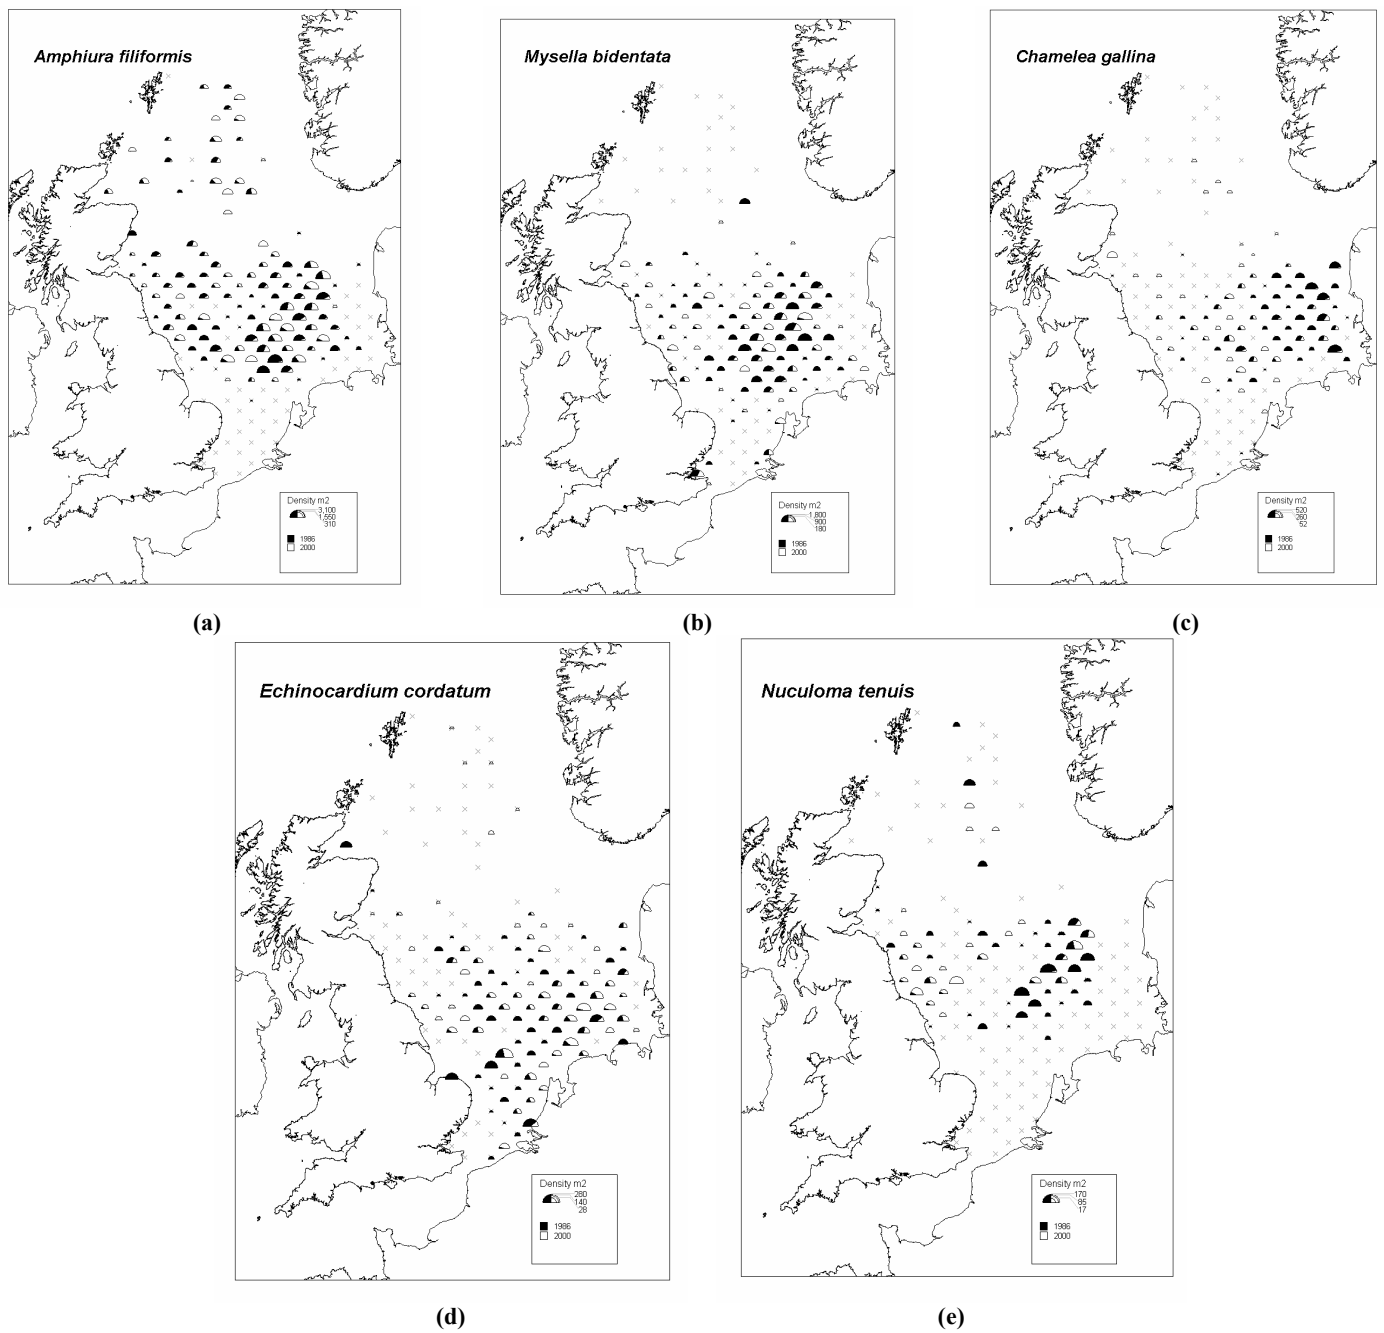 Amphiura filiformis
Density m2
3,100
1,550
310
1986
2000
(a)
Mysella bidentata
Density m2
1,800
900
180
1986
2000
(b)
Chamelea gallina
Density m2
520
260
52
1986
2000
(c)
Echinocardium cordatum
Density m2
280
140
28
1986
2000
(d)
Nuculoma tenuis
Density m2
170
85
17
1986
2000
(e)